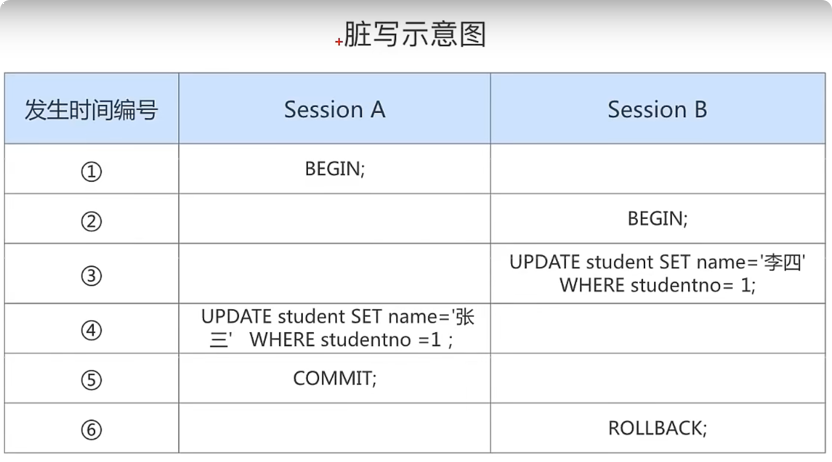 脏写示意图
发生时间编号 Session A Session B
① BEGIN;
② BEGIN;
③ UPDATE student SET name='李四'
WHERE studentno= 1;
④ UPDATE student SET name='张
三' WHERE studentno =1 ;
⑤ COMMIT;
⑥ ROLLBACK;